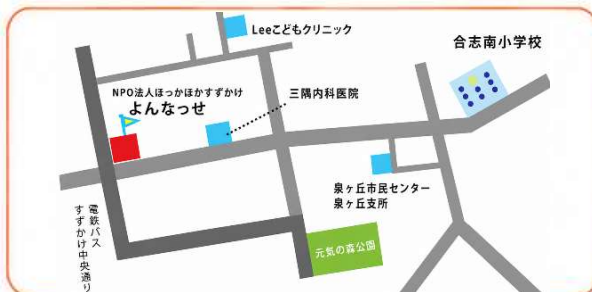 Leeこどもクリニック
合志南小学校
NPO法人ほっかほかすずかけ
よんなっせ
三隅内科医院
泉ヶ丘市民センター
泉ヶ丘支所
元気の森公園
電鉄バス
すずかけ中央通り